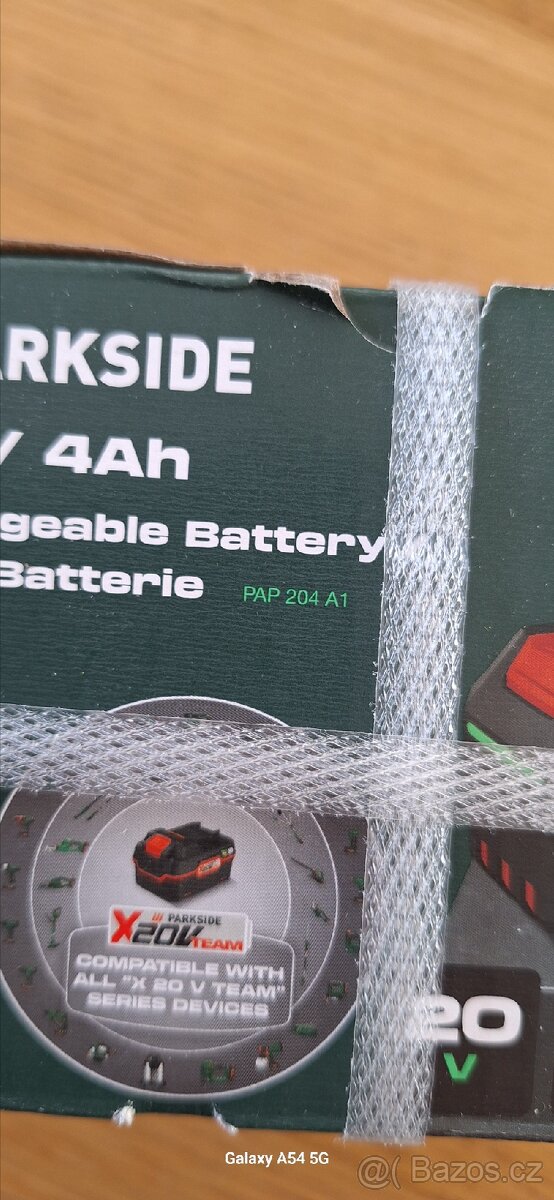 ARKSIDE
V 4Ah
geable Battery
Batterie PAP 204 A1
/// PARKSIDE
X20V TEAM
COMPATIBLE WITH
ALL "X 20 V TEAM"
SERIES DEVICES
20
V
Galaxy A54 5G
@( Bazos.cz